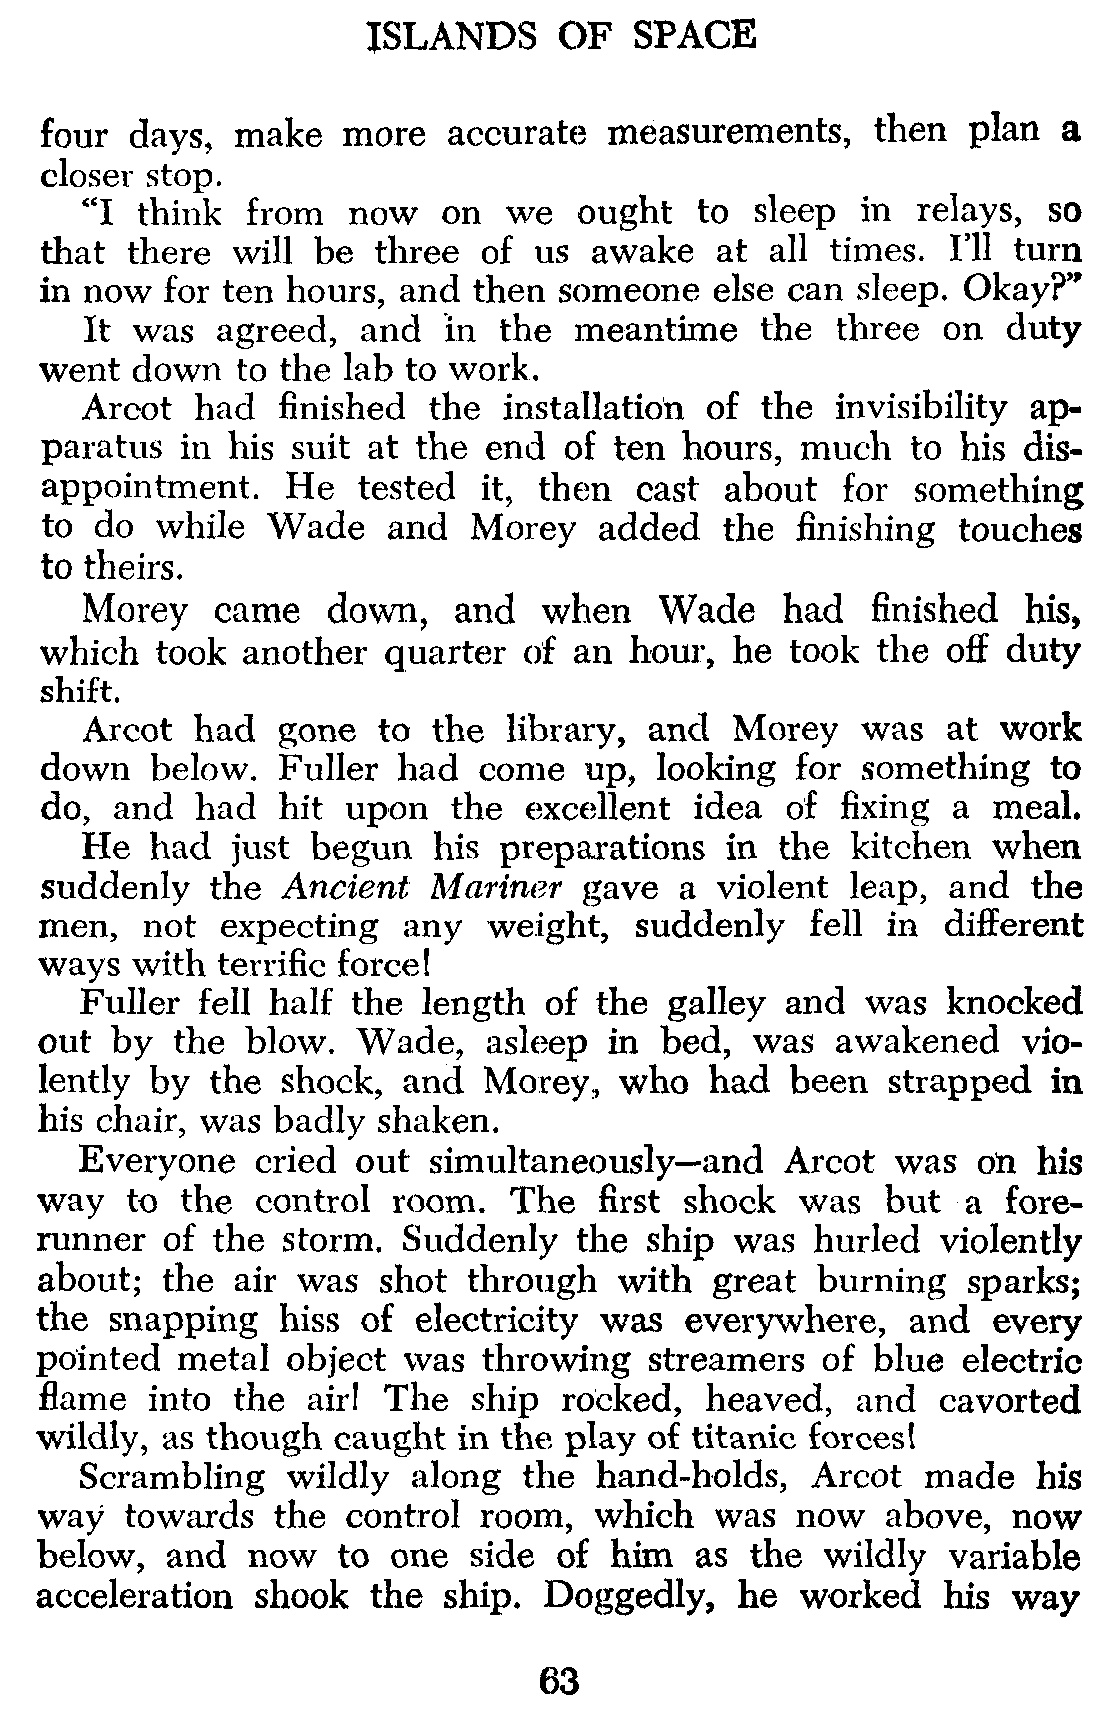 ISLANDS OF SPACE
four days, make more accurate measurements, then plan a
closer stop.
“I think from now on we ought to sleep in relays, so
that there will be three of us awake at all times. I’ll turn
in now for ten hours, and then someone else can sleep. Okay?”
It was agreed, and in the meantime the three on duty
went down to the lab to work.
Arcot had finished the installation of the invisibility ap-
paratus in his suit at the end of ten hours, much to his dis-
appointment. He tested it, then cast about for something
to do while Wade and Morey added the finishing touches
to theirs.
Morey came down, and when Wade had finished his,
which took another quarter of an hour, he took the off duty
shift.
Arcot had gone to the library, and Morey was at work
down below. Fuller had come up, looking for something to
do, and had hit upon the excellent idea of fixing a meal.
He had just begun his preparations in the kitchen when
suddenly the Ancient Mariner gave a violent leap, and the
men, not expecting any weight, suddenly fell in different
ways with terrific force!
Fuller fell half the length of the galley and was knocked
out by the blow. Wade, asleep in bed, was awakened vio-
lently by the shock, and Morey, who had been strapped in
his chair, was badly shaken.
Everyone cried out simultaneously—and Arcot was on his
way to the control room. The first shock was but a fore-
runner of the storm. Suddenly the ship was hurled violently
about; the air was shot through with great burning sparks;
the snapping hiss of electricity was everywhere, and every
pointed metal object was throwing streamers of blue electric
flame into the air! The ship rocked, heaved, and cavorted
wildly, as though caught in the play of titanic forces!
Scrambling wildly along the hand-holds, Arcot made his
way towards the control room, which was now above, now
below, and now to one side of him as the wildly variable
acceleration shook the ship. Doggedly, he worked his way
63